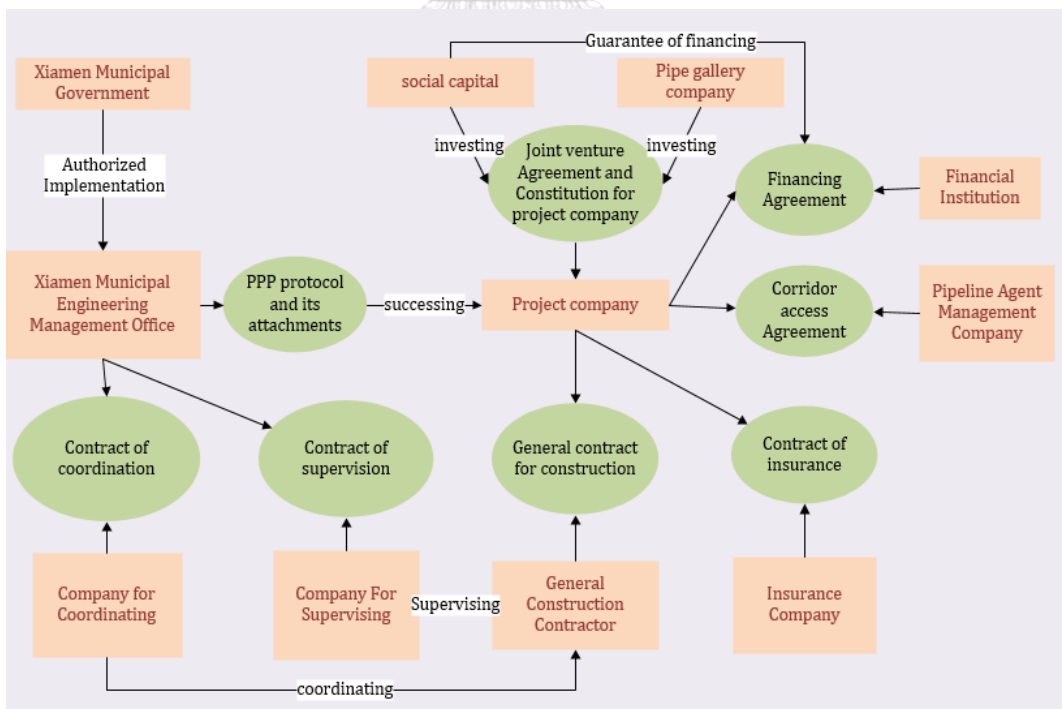 Guarantee of financing
Xiamen Municipal
Government
social capital
Pipe gallery
company
investing
investing
Authorized
Implementation
Joint venture
Agreement and
Constitution for
project company
Financing
Agreement
Financial
Institution
Xiamen Municipal
Engineering
Management Office
PPP protocol
and its
attachments
successing
Project company
Corridor
access
Agreement
Pipeline Agent
Management
Company
Contract of
coordination
Contract of
supervision
General contract
for construction
Contract of
insurance
Company for
Coordinating
Company For
Supervising
Supervising
General
Construction
Contractor
Insurance
Company
coordinating